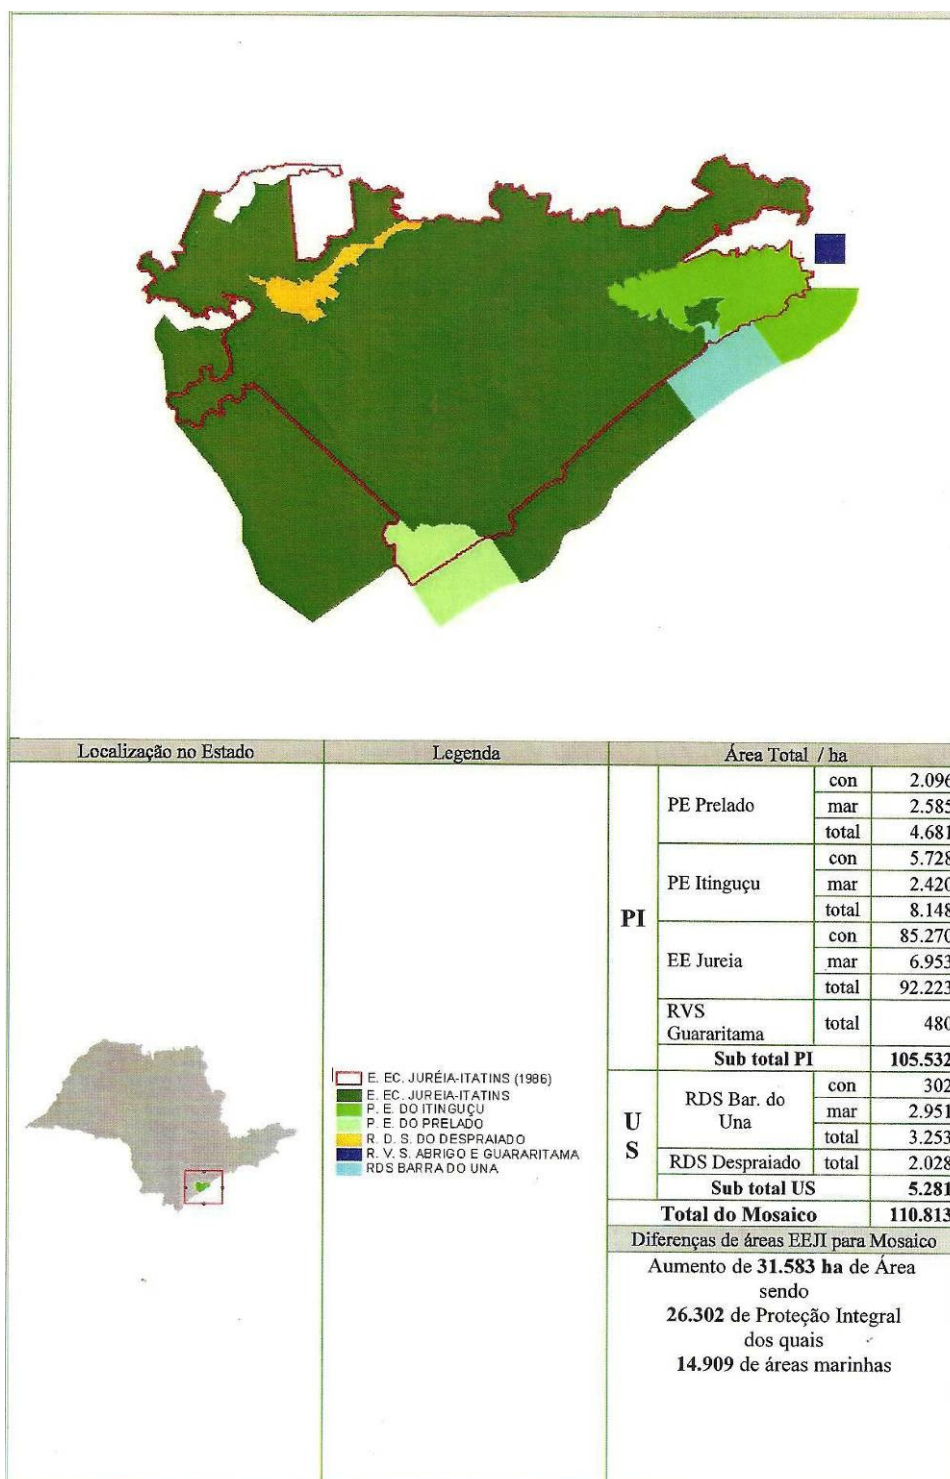 Localização no Estado
Legenda
E. EC. JURÉIA-ITATINS (1986)
E. EC. JUREIA-ITATINS
P. E. DO ITINGUÇU
P. E. DO PRELADO
R. D. S. DO DESPRAIADO
R. V. S. ABRIGO E GUARARITAMA
RDS BARRA DO UNA
Área Total / ha
PI
PE Prelado
con 2.096
mar 2.585
total 4.681
PE Itinguçu
con 5.728
mar 2.420
total 8.148
EE Jureia
con 85.270
mar 6.953
total 92.223
RVS
Guararitama total 480
Sub total PI 105.532
U
S
RDS Bar. do
Una
con 302
mar 2.951
total 3.253
RDS Despraiado total 2.028
Sub total US 5.281
Total do Mosaico 110.813
Diferenças de áreas EEJI para Mosaico
Aumento de 31.583 ha de Área
sendo
26.302 de Proteção Integral
dos quais
14.909 de áreas marinhas